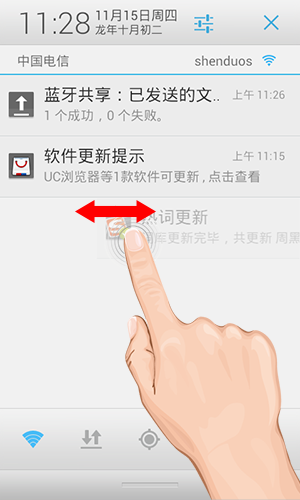 11:28 11月15日周四
龙年十月初二
中国电信 shenduos
蓝牙共享：已发送的文.. 上午 11:26
1 个成功，0 个失败。
软件更新提示 上午 11:15
UC浏览器等1款软件可更新，点击查看
热词更新
库更新完毕，共更新 周黑